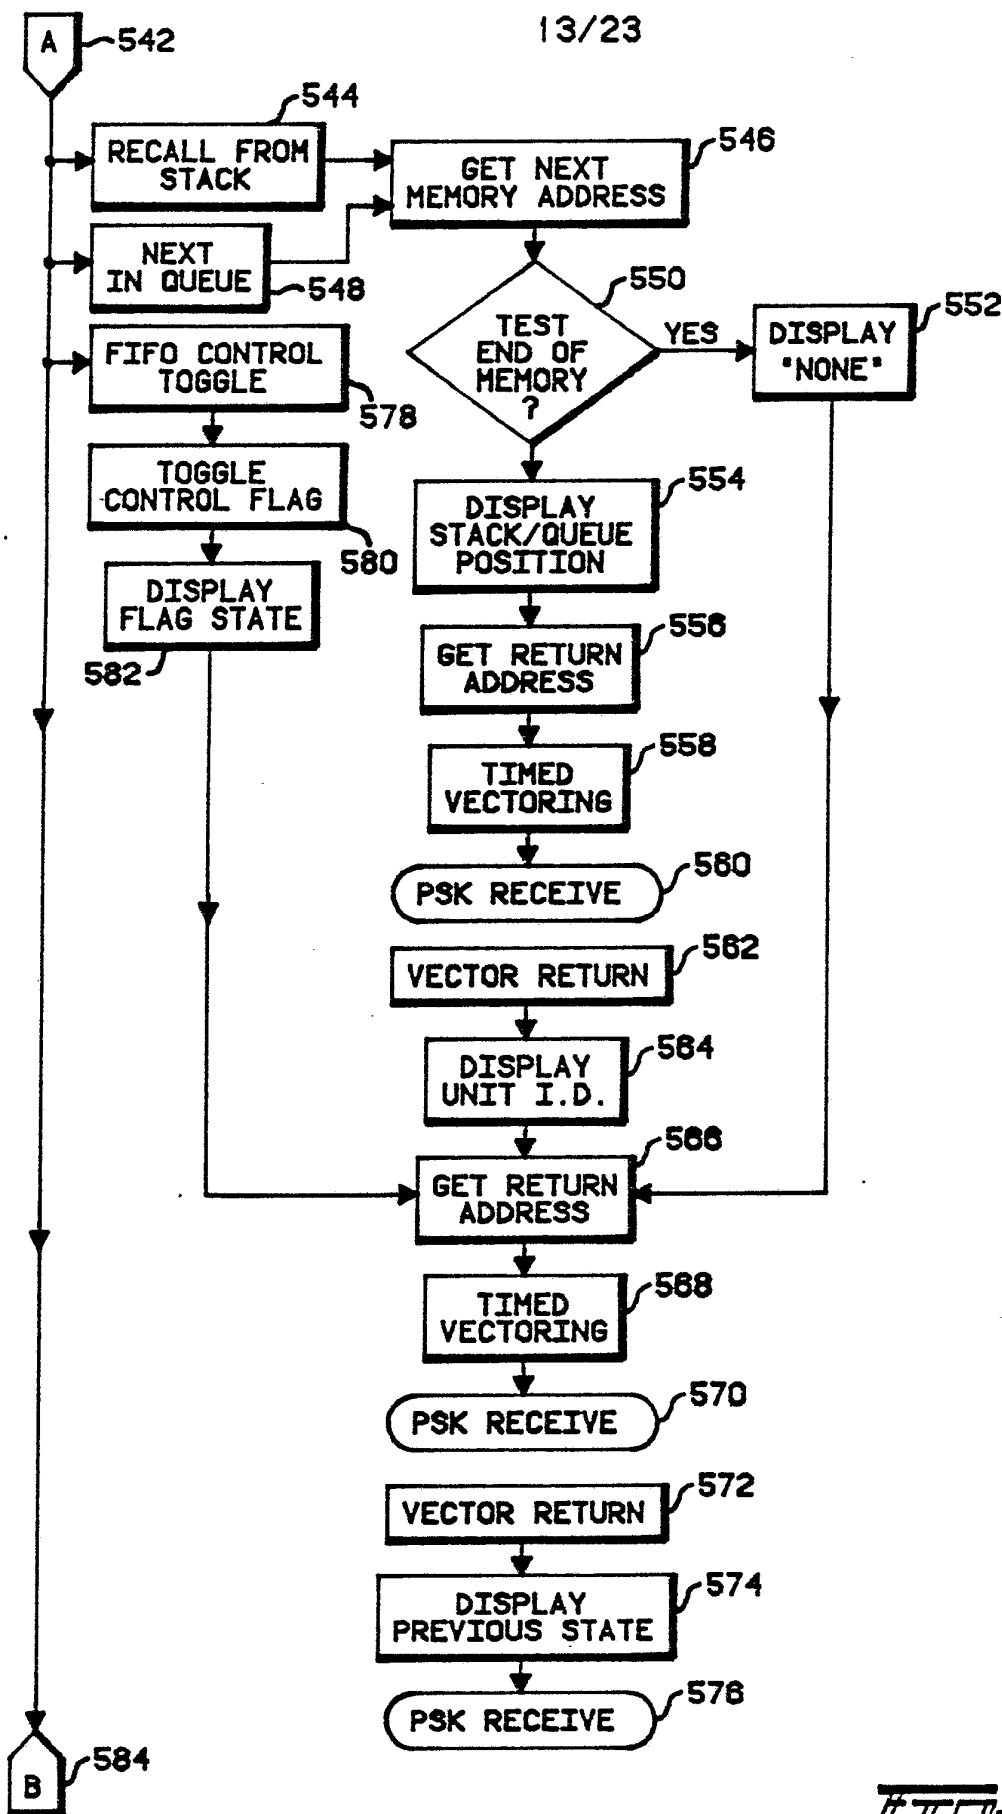 13/23
A
542
544
RECALL FROM
STACK
546
GET NEXT
MEMORY ADDRESS
NEXT
IN QUEUE
548
550
TEST
END OF
MEMORY
?
YES
552
DISPLAY
"NONE"
FIFO CONTROL
TOGGLE
578
TOGGLE
CONTROL FLAG
580
DISPLAY
FLAG STATE
582
554
DISPLAY
STACK/QUEUE
POSITION
556
GET RETURN
ADDRESS
558
TIMED
VECTORING
560
PSK RECEIVE
562
VECTOR RETURN
564
DISPLAY
UNIT I.D.
566
GET RETURN
ADDRESS
568
TIMED
VECTORING
570
PSK RECEIVE
572
VECTOR RETURN
574
DISPLAY
PREVIOUS STATE
576
PSK RECEIVE
584
B